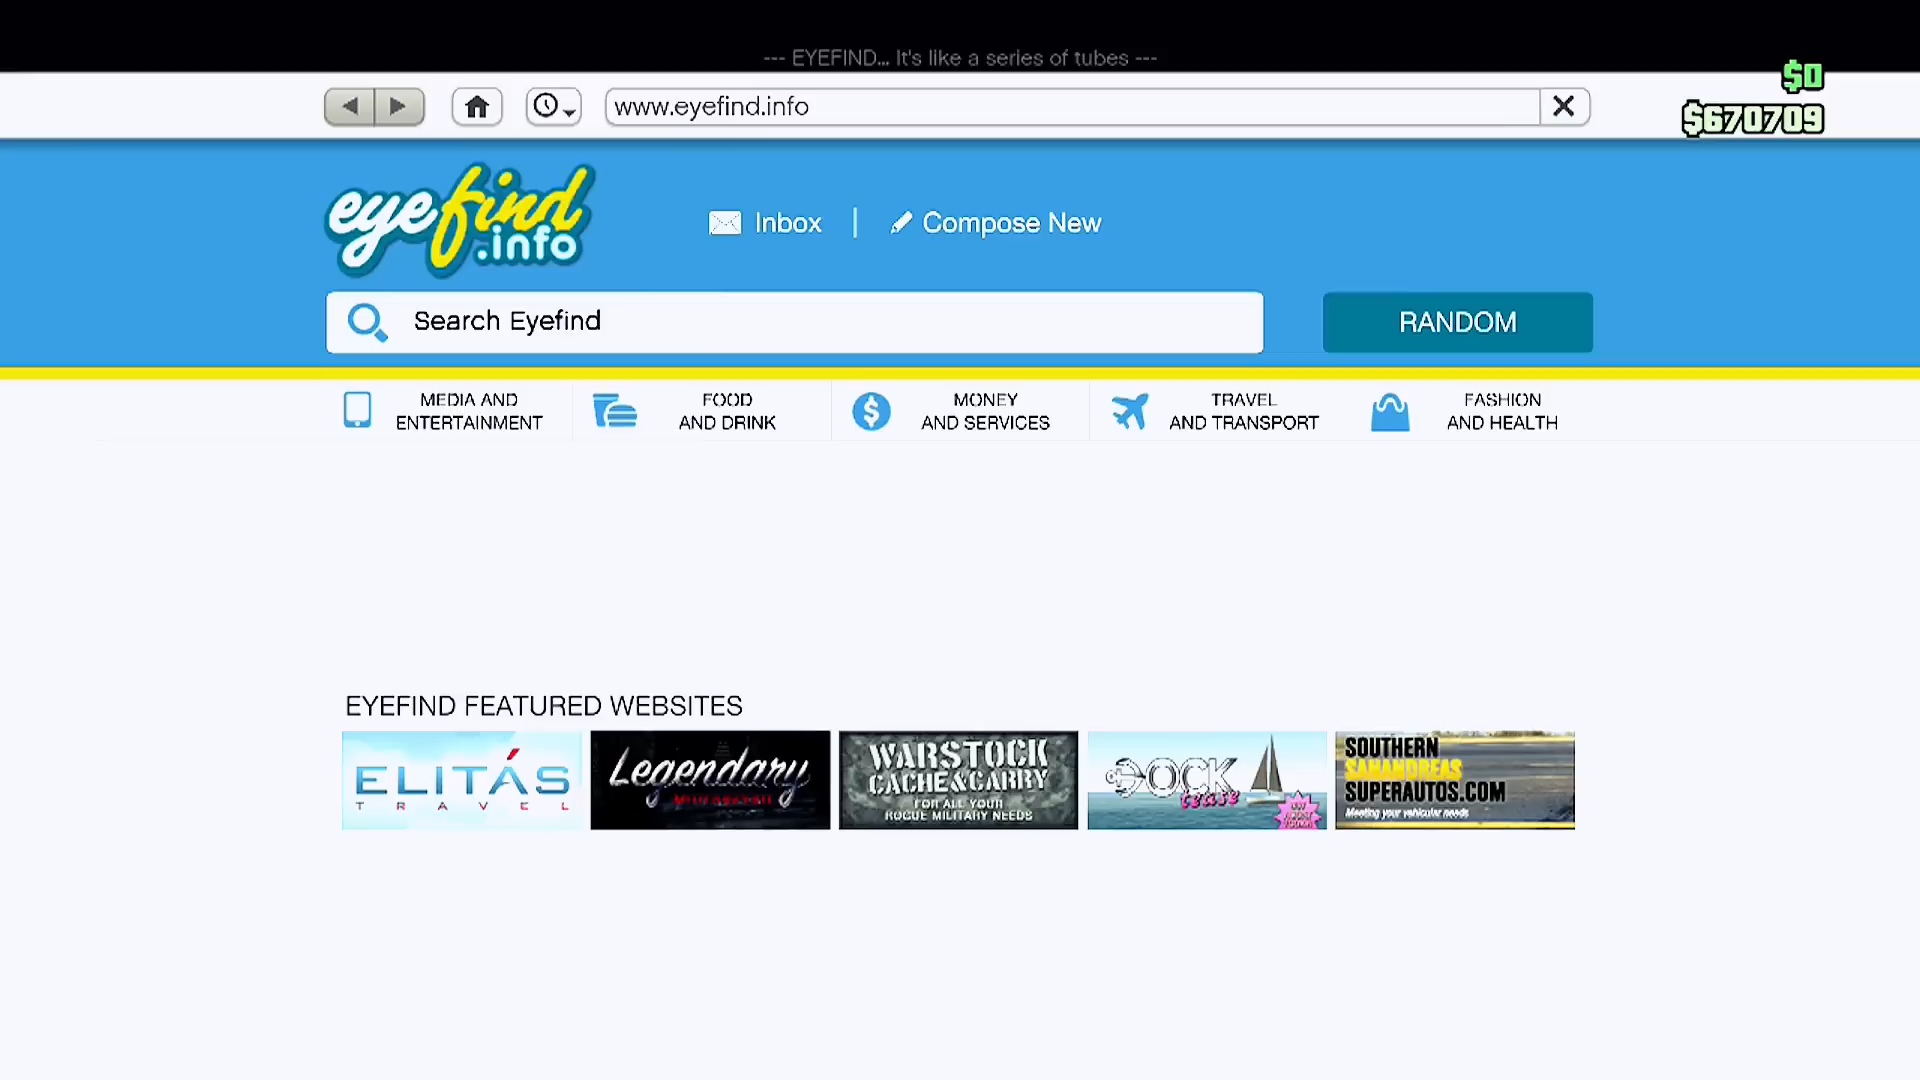 --- EYEFIND... It's like a series of tubes ---
$0
www.eyefind.info
$670709
eyefind
.info
Inbox | Compose New
Search Eyefind
RANDOM
MEDIA AND
ENTERTAINMENT
FOOD
AND DRINK
MONEY
AND SERVICES
TRAVEL
AND TRANSPORT
FASHION
AND HEALTH
EYEFIND FEATURED WEBSITES
ELITÁS
TRAVEL
Legendary
WARSTOCK
CACHE&CARRY
FOR ALL YOUR
ROGUE MILITARY NEEDS
DOCK
tease
SOUTHERN
SANANDREAS
SUPERAUTOS.COM
Meeting your vehicular needs